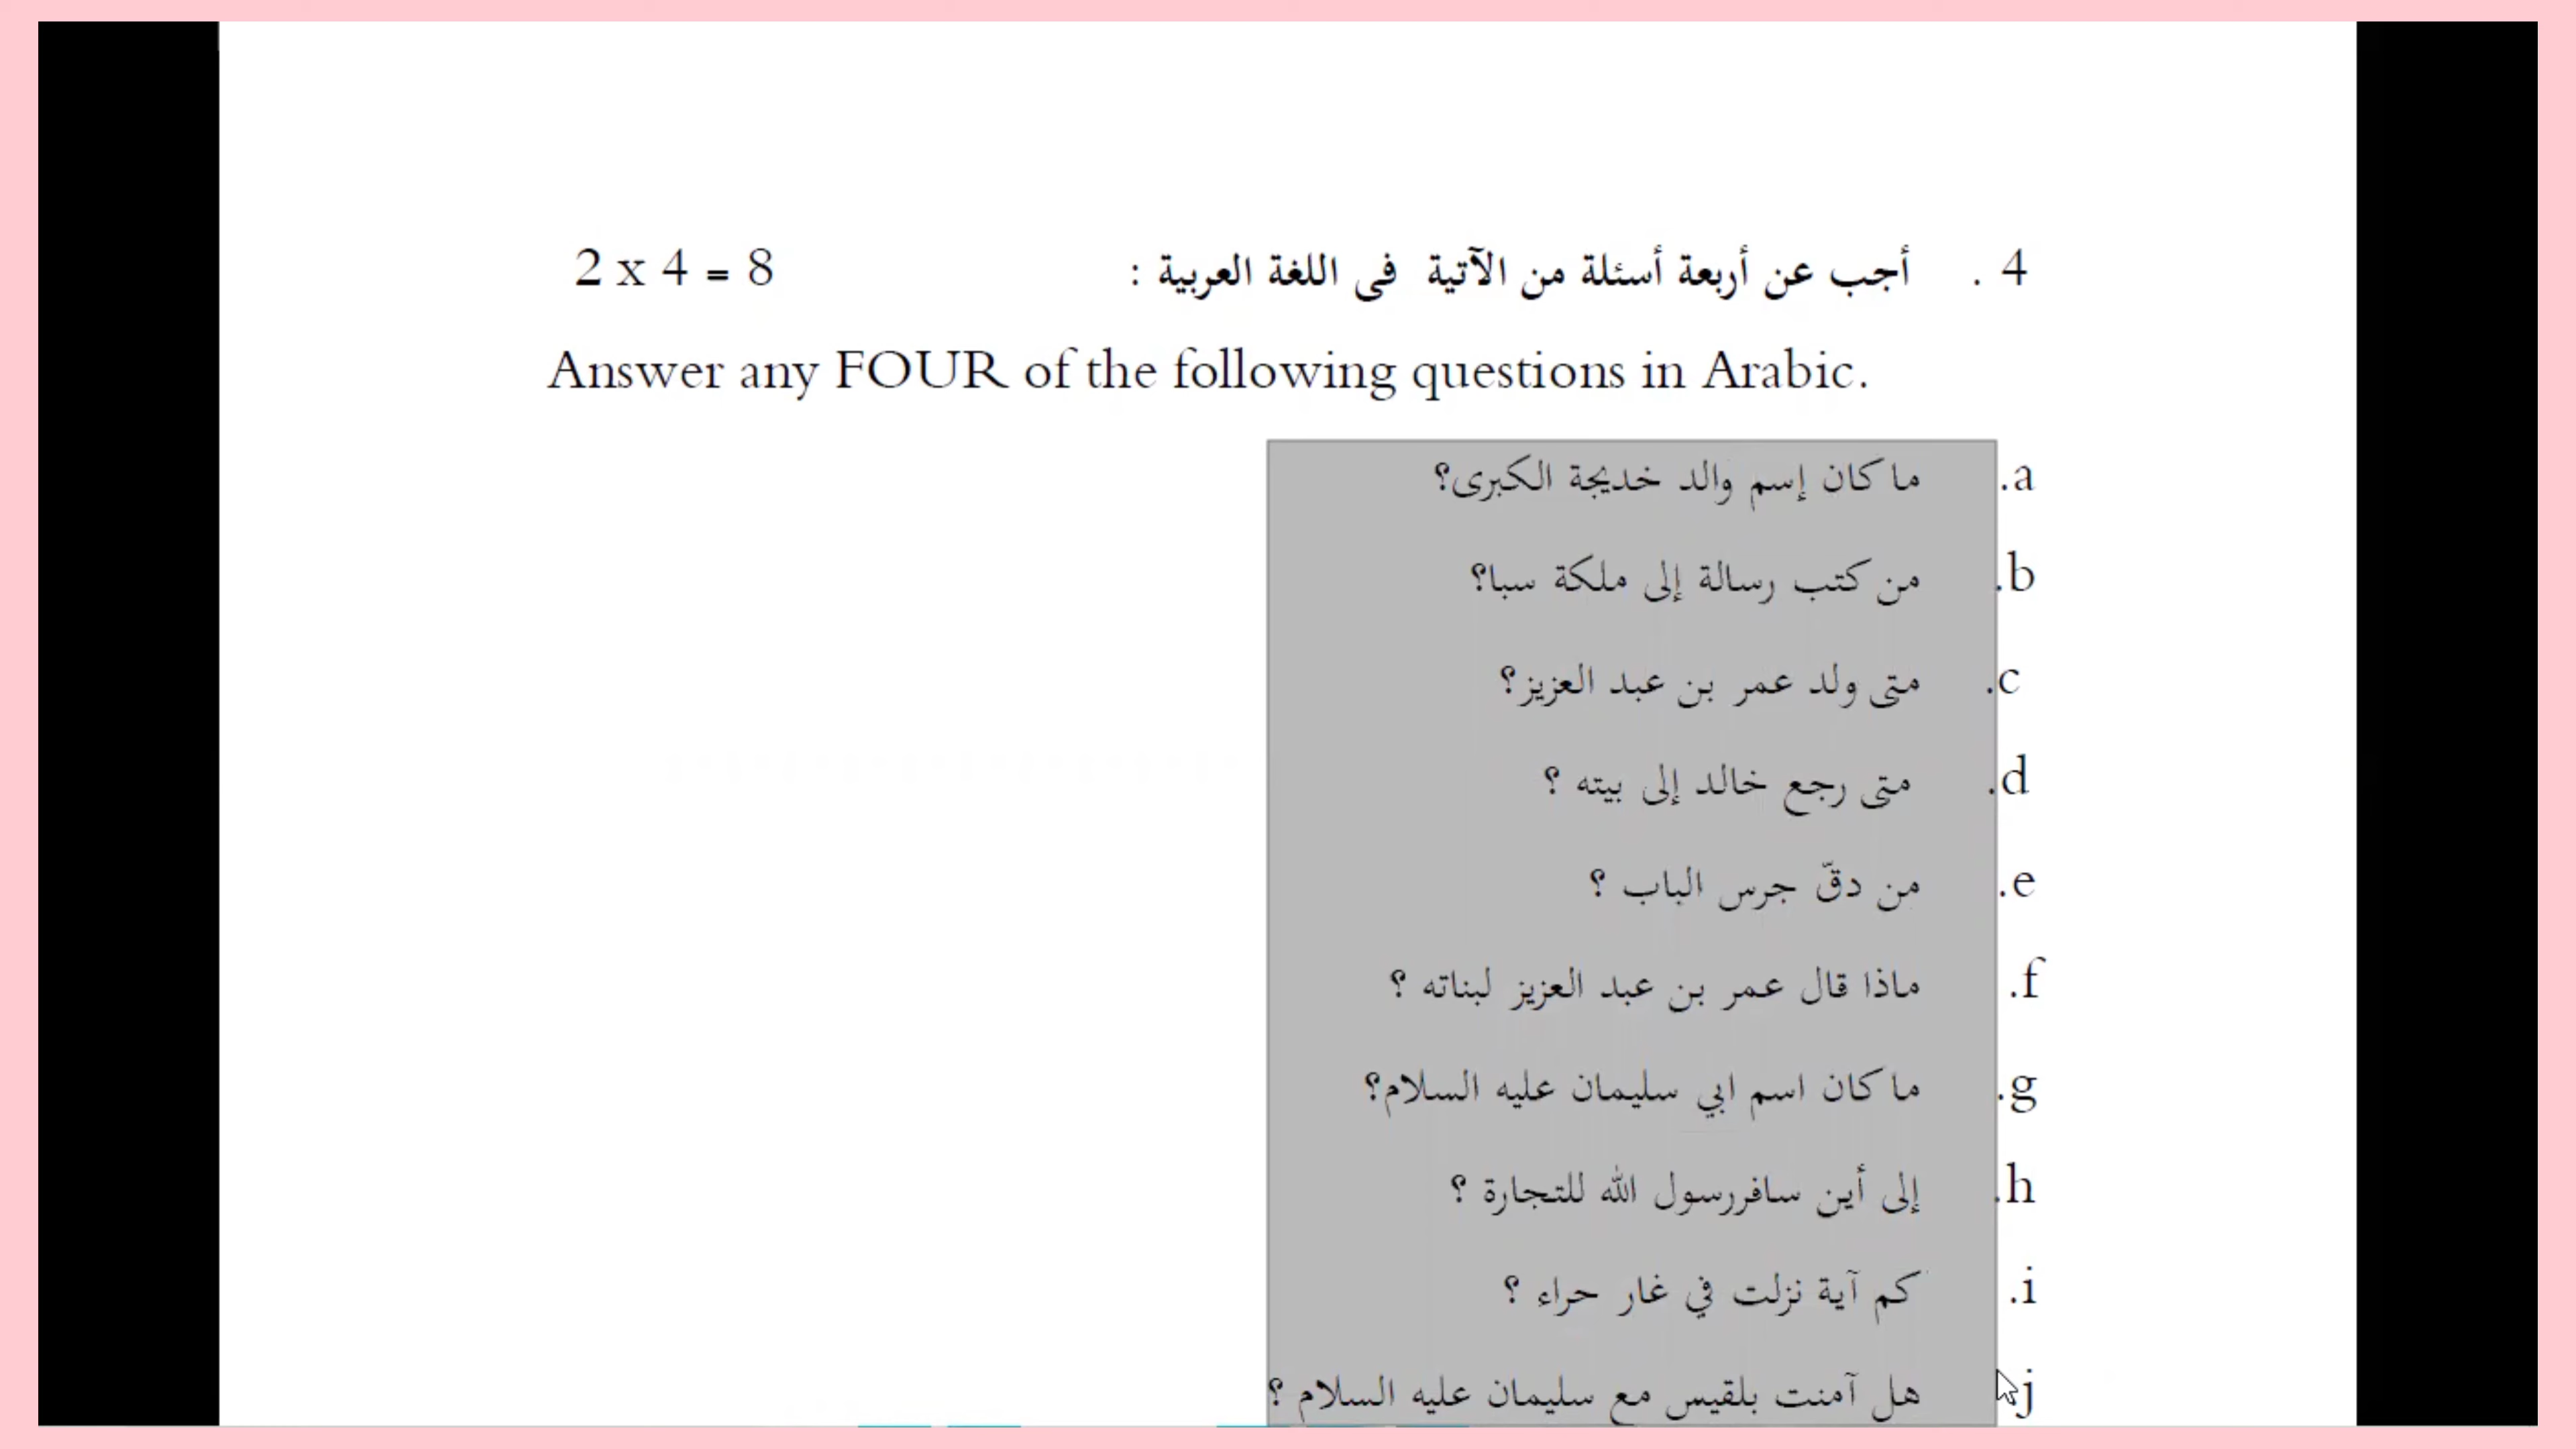 4 . أجب عن أربعة أسئلة من الآتية فى اللغة العربية : 2 x 4 = 8
Answer any FOUR of the following questions in Arabic.
a. ما كان إسم والد خديجة الكبرى؟
b. من كتب رسالة إلى ملكة سبا؟
c. متى ولد عمر بن عبد العزيز؟
d. متى رجع خالد إلى بيته ؟
e. من دقّ جرس الباب ؟
f. ماذا قال عمر بن عبد العزيز لبناته ؟
g. ما كان اسم ابي سليمان عليه السلام؟
h. إلى أين سافررسول الله للتجارة ؟
i. كم آية نزلت في غار حراء ؟
j. هل آمنت بلقيس مع سليمان عليه السلام ؟